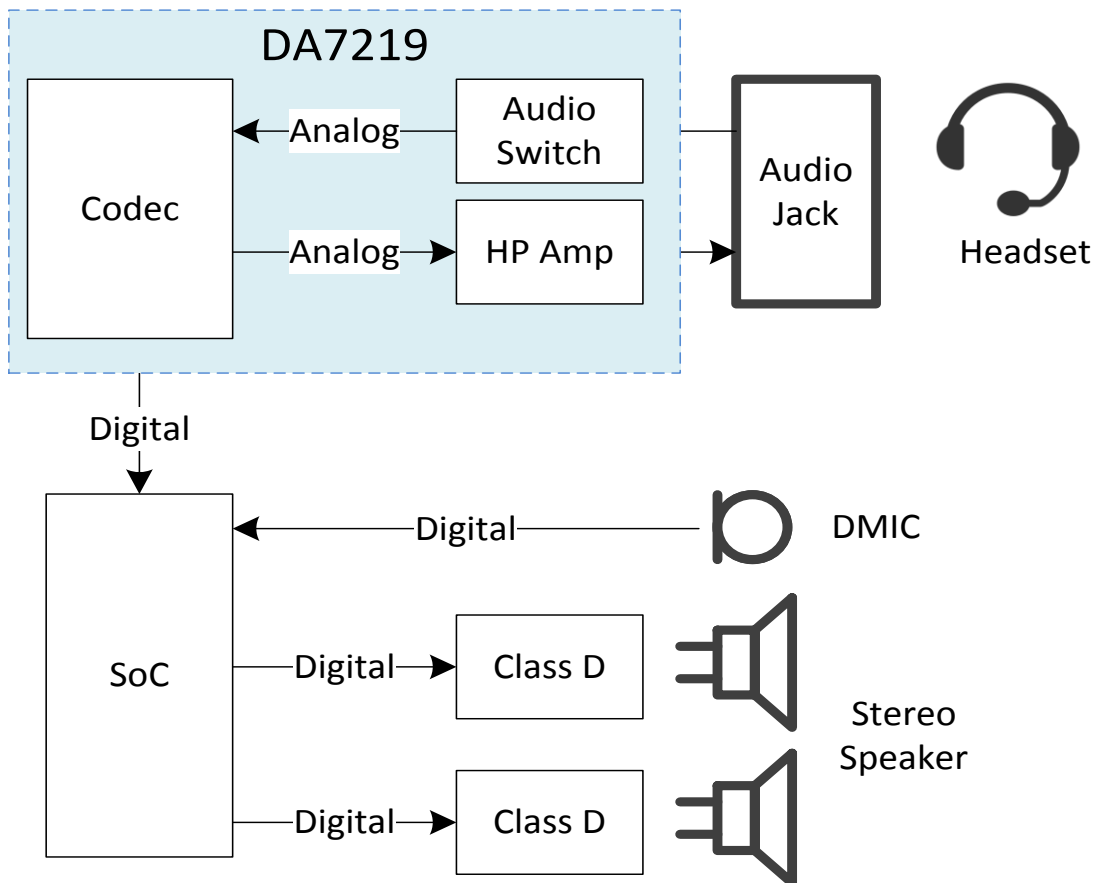 DA7219
Codec
Analog
Audio
Switch
Analog
HP Amp
Audio
Jack
Headset
Digital
SoC
Digital
DMIC
Digital
Class D
Stereo
Speaker
Digital
Class D